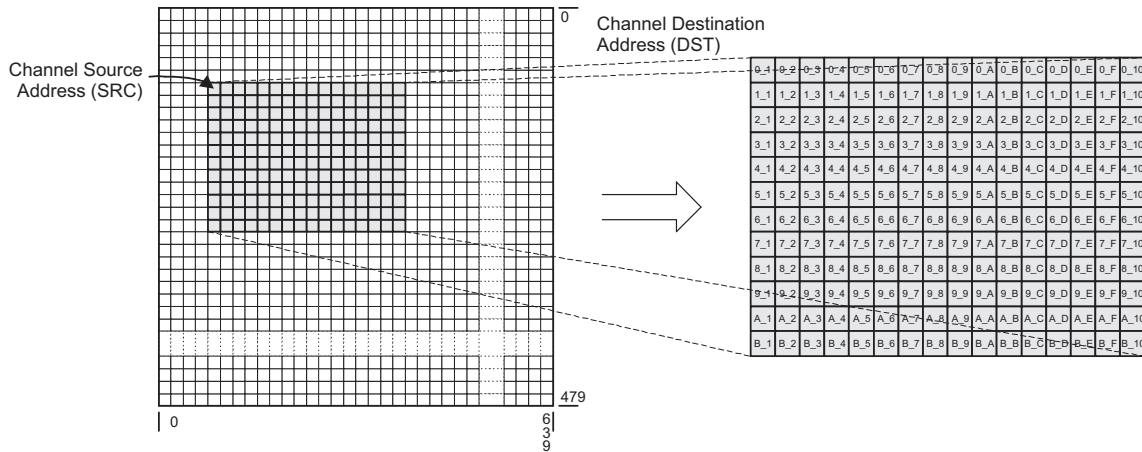 0
Channel Destination
Address (DST)
Channel Source
Address (SRC)
0_1 0_2 0_3 0_4 0_5 0_6 0_7 0_8 0_9 0_A 0_B 0_C 0_D 0_E 0_F 0_10
1_1 1_2 1_3 1_4 1_5 1_6 1_7 1_8 1_9 1_A 1_B 1_C 1_D 1_E 1_F 1_10
2_1 2_2 2_3 2_4 2_5 2_6 2_7 2_8 2_9 2_A 2_B 2_C 2_D 2_E 2_F 2_10
3_1 3_2 3_3 3_4 3_5 3_6 3_7 3_8 3_9 3_A 3_B 3_C 3_D 3_E 3_F 3_10
4_1 4_2 4_3 4_4 4_5 4_6 4_7 4_8 4_9 4_A 4_B 4_C 4_D 4_E 4_F 4_10
5_1 5_2 5_3 5_4 5_5 5_6 5_7 5_8 5_9 5_A 5_B 5_C 5_D 5_E 5_F 5_10
6_1 6_2 6_3 6_4 6_5 6_6 6_7 6_8 6_9 6_A 6_B 6_C 6_D 6_E 6_F 6_10
7_1 7_2 7_3 7_4 7_5 7_6 7_7 7_8 7_9 7_A 7_B 7_C 7_D 7_E 7_F 7_10
8_1 8_2 8_3 8_4 8_5 8_6 8_7 8_8 8_9 8_A 8_B 8_C 8_D 8_E 8_F 8_10
9_1 9_2 9_3 9_4 9_5 9_6 9_7 9_8 9_9 9_A 9_B 9_C 9_D 9_E 9_F 9_10
A_1 A_2 A_3 A_4 A_5 A_6 A_7 A_8 A_9 A_A A_B A_C A_D A_E A_F A_10
B_1 B_2 B_3 B_4 B_5 B_6 B_7 B_8 B_9 B_A B_B B_C B_D B_E B_F B_10
479
0
6
3
9